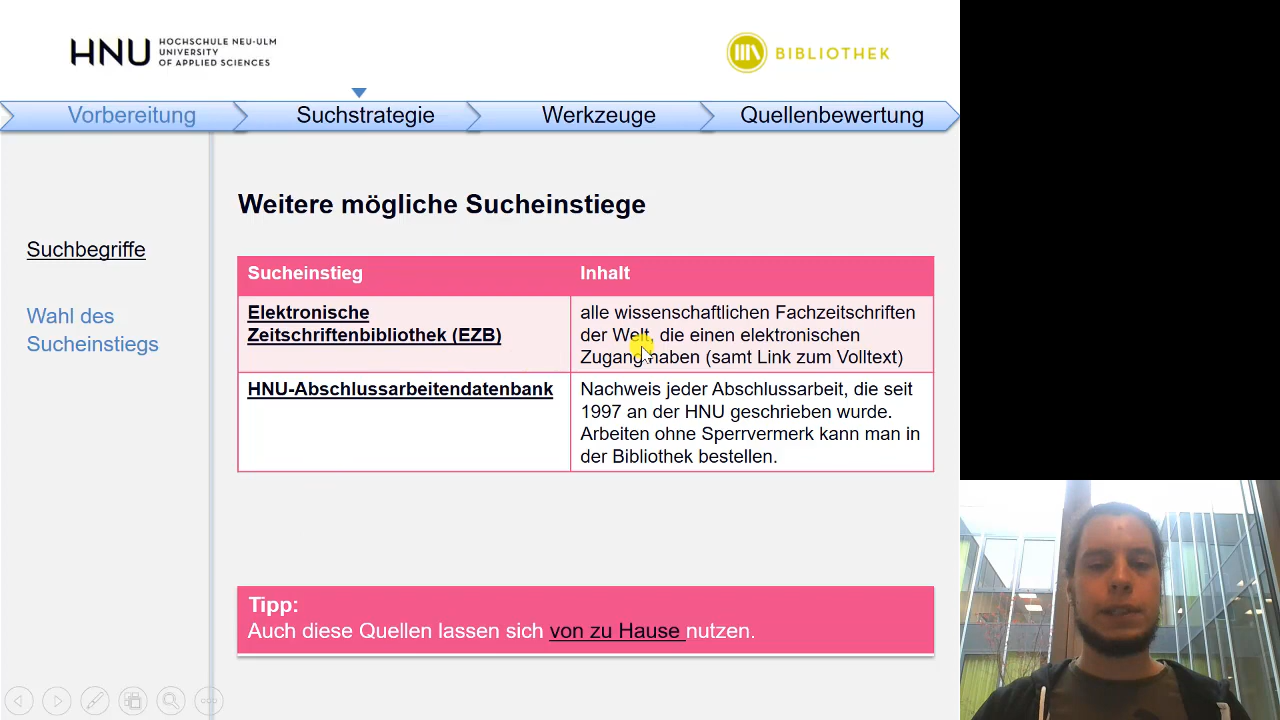 HNU HOCHSCHULE NEU-ULM
UNIVERSITY
OF APPLIED SCIENCES
BIBLIOTHEK
Vorbereitung
Suchstrategie
Werkzeuge
Quellenbewertung
Suchbegriffe
Wahl des
Sucheinstiegs
Weitere mögliche Sucheinstiege
Sucheinstieg
Inhalt
Elektronische
Zeitschriftenbibliothek (EZB)
alle wissenschaftlichen Fachzeitschriften
der Welt, die einen elektronischen
Zugang haben (samt Link zum Volltext)
HNU-Abschlussarbeitendatenbank
Nachweis jeder Abschlussarbeit, die seit
1997 an der HNU geschrieben wurde.
Arbeiten ohne Sperrvermerk kann man in
der Bibliothek bestellen.
Tipp:
Auch diese Quellen lassen sich von zu Hause nutzen.